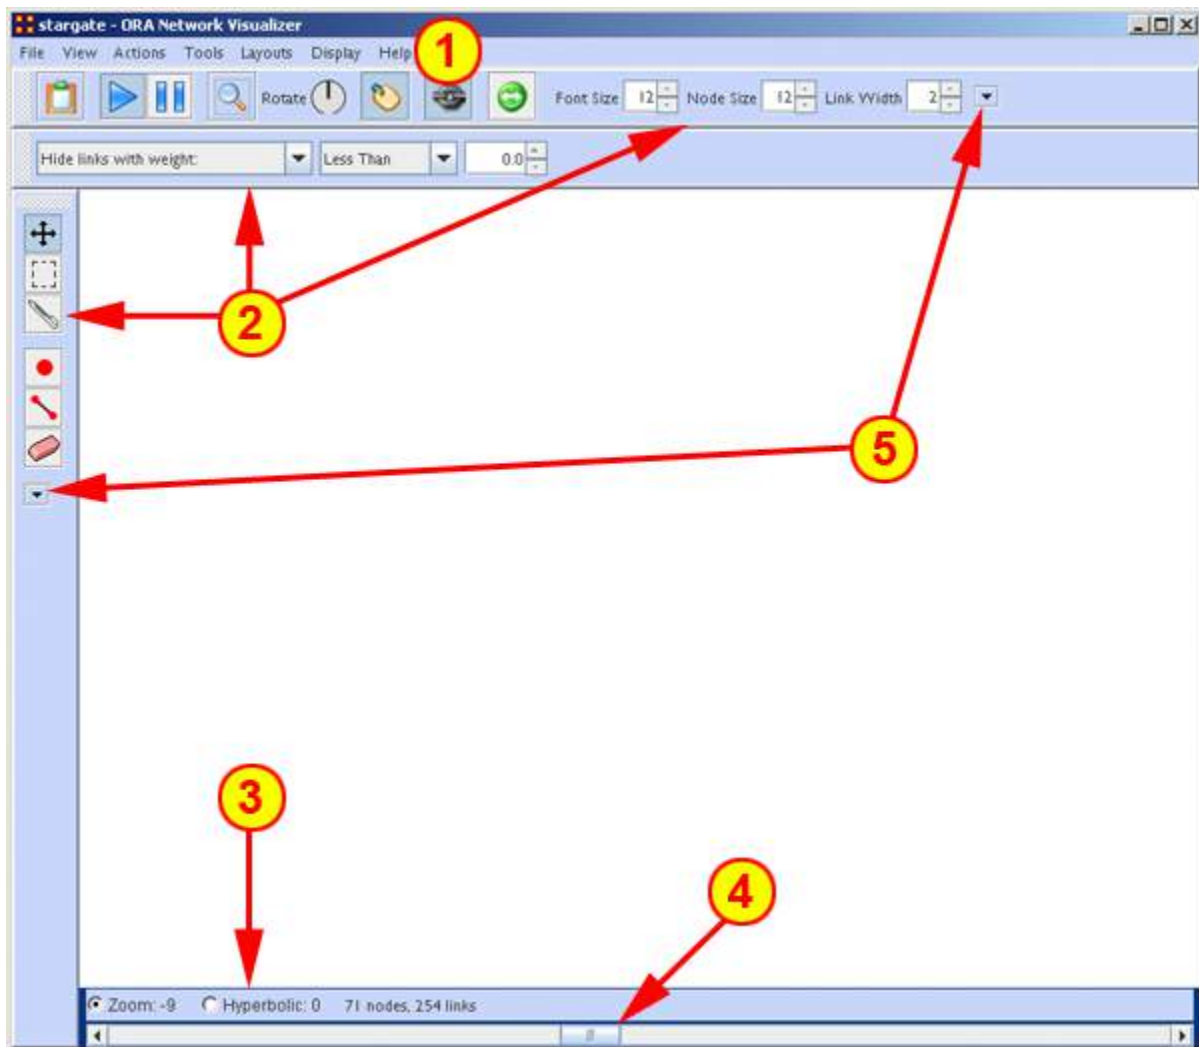 stargate - ORA Network Visualizer
File View Actions Tools Layouts Display Help
1
Rotate Font Size 12 Node Size 12 Link Width 2
Hide links with weight: Less Than 0.0
2
5
3
4
Zoom: -9 Hyperbolic: 0 71 nodes, 254 links